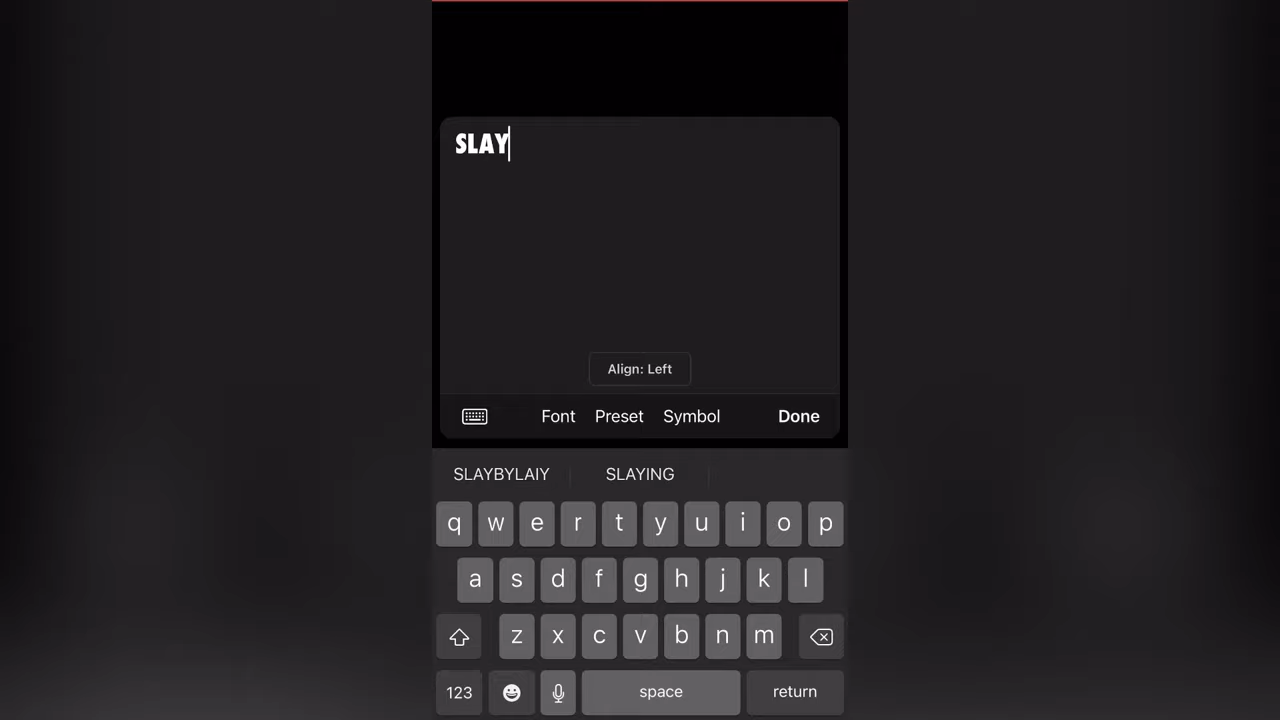 SLAY
Align: Left
Font Preset Symbol Done
SLAYBYLAIY SLAYING
q w e r t y u i o p
a s d f g h j k l
z x c v b n m
123 space return